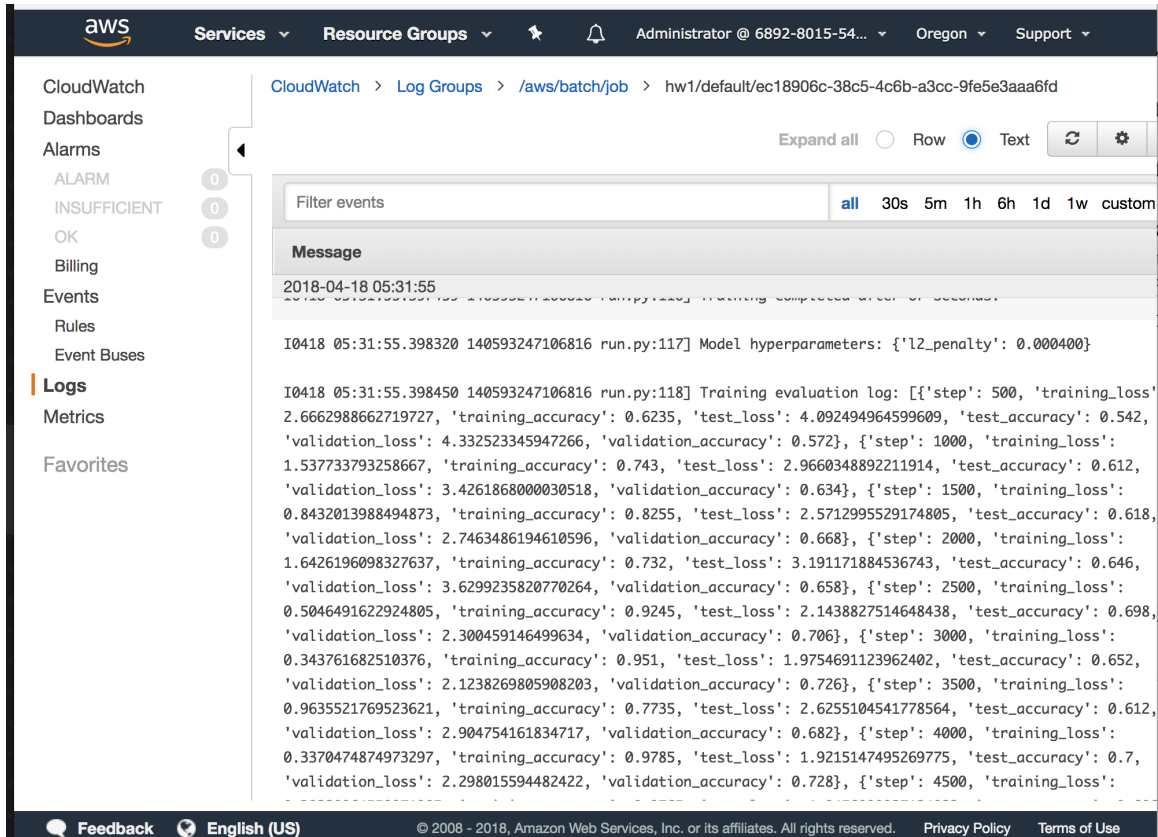 aws
Services
Resource Groups
Administrator @ 6892-8015-54...
Oregon
Support
CloudWatch
Dashboards
Alarms
ALARM 0
INSUFFICIENT 0
OK 0
Billing
Events
Rules
Event Buses
Logs
Metrics
Favorites
CloudWatch > Log Groups > /aws/batch/job > hw1/default/ec18906c-38c5-4c6b-a3cc-9fe5e3aaa6fd
Expand all Row Text
Filter events
all 30s 5m 1h 6h 1d 1w custom
Message
2018-04-18 05:31:55
I0418 05:31:55.398320 140593247106816 run.py:117] Model hyperparameters: {'l2_penalty': 0.000400}
I0418 05:31:55.398450 140593247106816 run.py:118] Training evaluation log: [{'step': 500, 'training_loss'
2.6662988662719727, 'training_accuracy': 0.6235, 'test_loss': 4.092494964599609, 'test_accuracy': 0.542,
'validation_loss': 4.332523345947266, 'validation_accuracy': 0.572}, {'step': 1000, 'training_loss':
1.537733793258667, 'training_accuracy': 0.743, 'test_loss': 2.9660348892211914, 'test_accuracy': 0.612,
'validation_loss': 3.4261868000030518, 'validation_accuracy': 0.634}, {'step': 1500, 'training_loss':
0.8432013988494873, 'training_accuracy': 0.8255, 'test_loss': 2.5712995529174805, 'test_accuracy': 0.618,
'validation_loss': 2.7463486194610596, 'validation_accuracy': 0.668}, {'step': 2000, 'training_loss':
1.6426196098327637, 'training_accuracy': 0.732, 'test_loss': 3.191171884536743, 'test_accuracy': 0.646,
'validation_loss': 3.6299235820770264, 'validation_accuracy': 0.658}, {'step': 2500, 'training_loss':
0.5046491622924805, 'training_accuracy': 0.9245, 'test_loss': 2.1438827514648438, 'test_accuracy': 0.698,
'validation_loss': 2.300459146499634, 'validation_accuracy': 0.706}, {'step': 3000, 'training_loss':
0.343761682510376, 'training_accuracy': 0.951, 'test_loss': 1.9754691123962402, 'test_accuracy': 0.652,
'validation_loss': 2.1238269805908203, 'validation_accuracy': 0.726}, {'step': 3500, 'training_loss':
0.9635521769523621, 'training_accuracy': 0.7735, 'test_loss': 2.6255104541778564, 'test_accuracy': 0.612,
'validation_loss': 2.904754161834717, 'validation_accuracy': 0.682}, {'step': 4000, 'training_loss':
0.3370474874973297, 'training_accuracy': 0.9785, 'test_loss': 1.9215147495269775, 'test_accuracy': 0.7,
'validation_loss': 2.298015594482422, 'validation_accuracy': 0.728}, {'step': 4500, 'training_loss':
Feedback
English (US)
© 2008 - 2018, Amazon Web Services, Inc. or its affiliates. All rights reserved.
Privacy Policy
Terms of Use